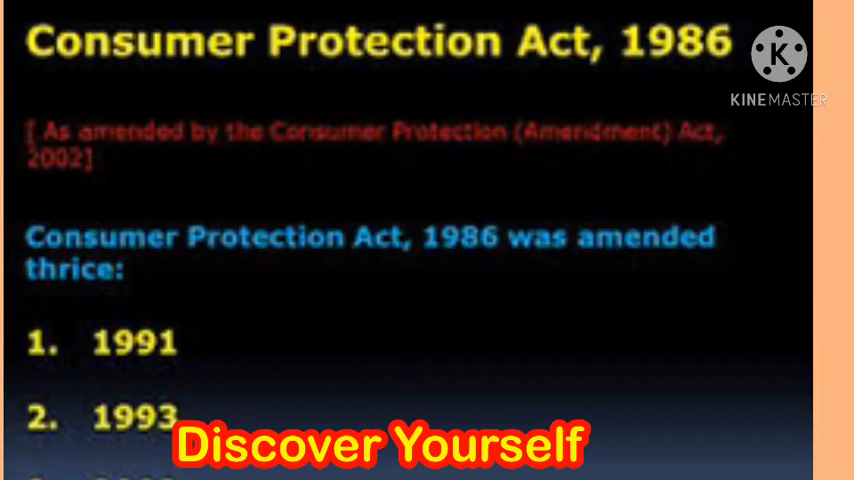 Consumer Protection Act, 1986
KINEMASTER
[ As amended by the Consumer Protection (Amendment) Act,
2002]
Consumer Protection Act, 1986 was amended
thrice:
1. 1991
2. 1993
Discover Yourself